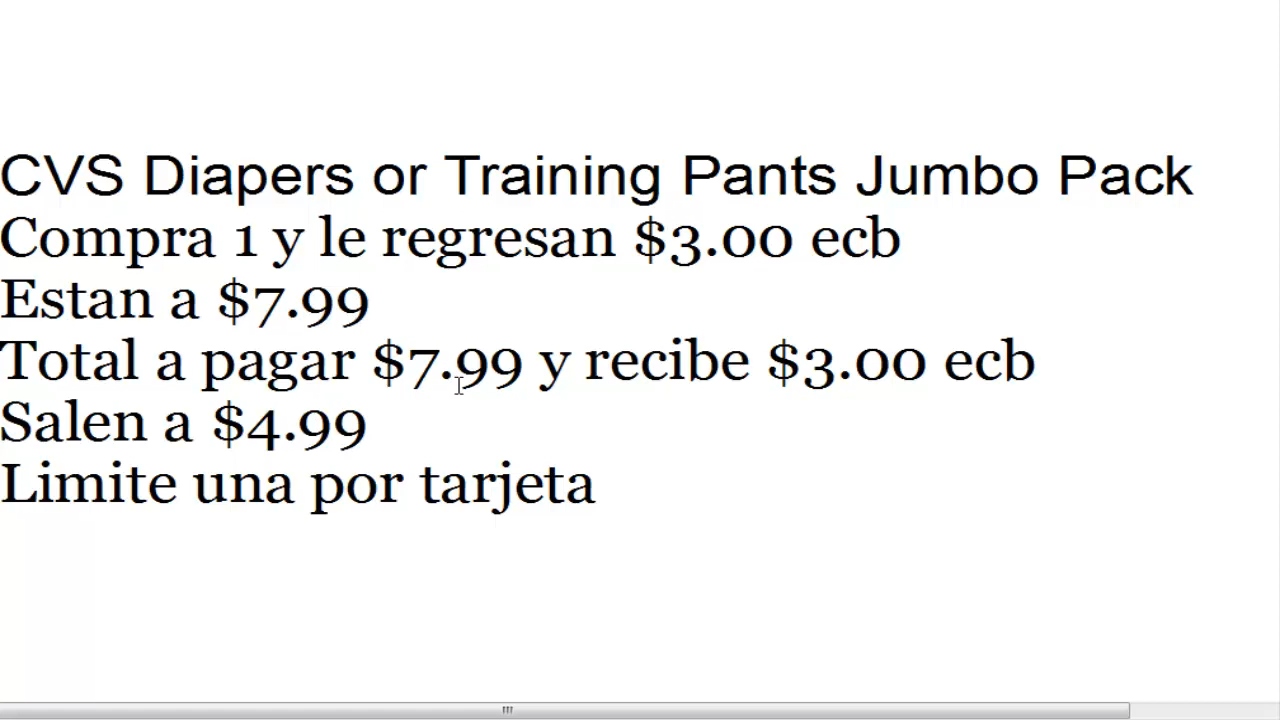 CVS Diapers or Training Pants Jumbo Pack
Compra 1 y le regresan $3.00 ecb
Estan a $7.99
Total a pagar $7.99 y recibe $3.00 ecb
Salen a $4.99
Limite una por tarjeta